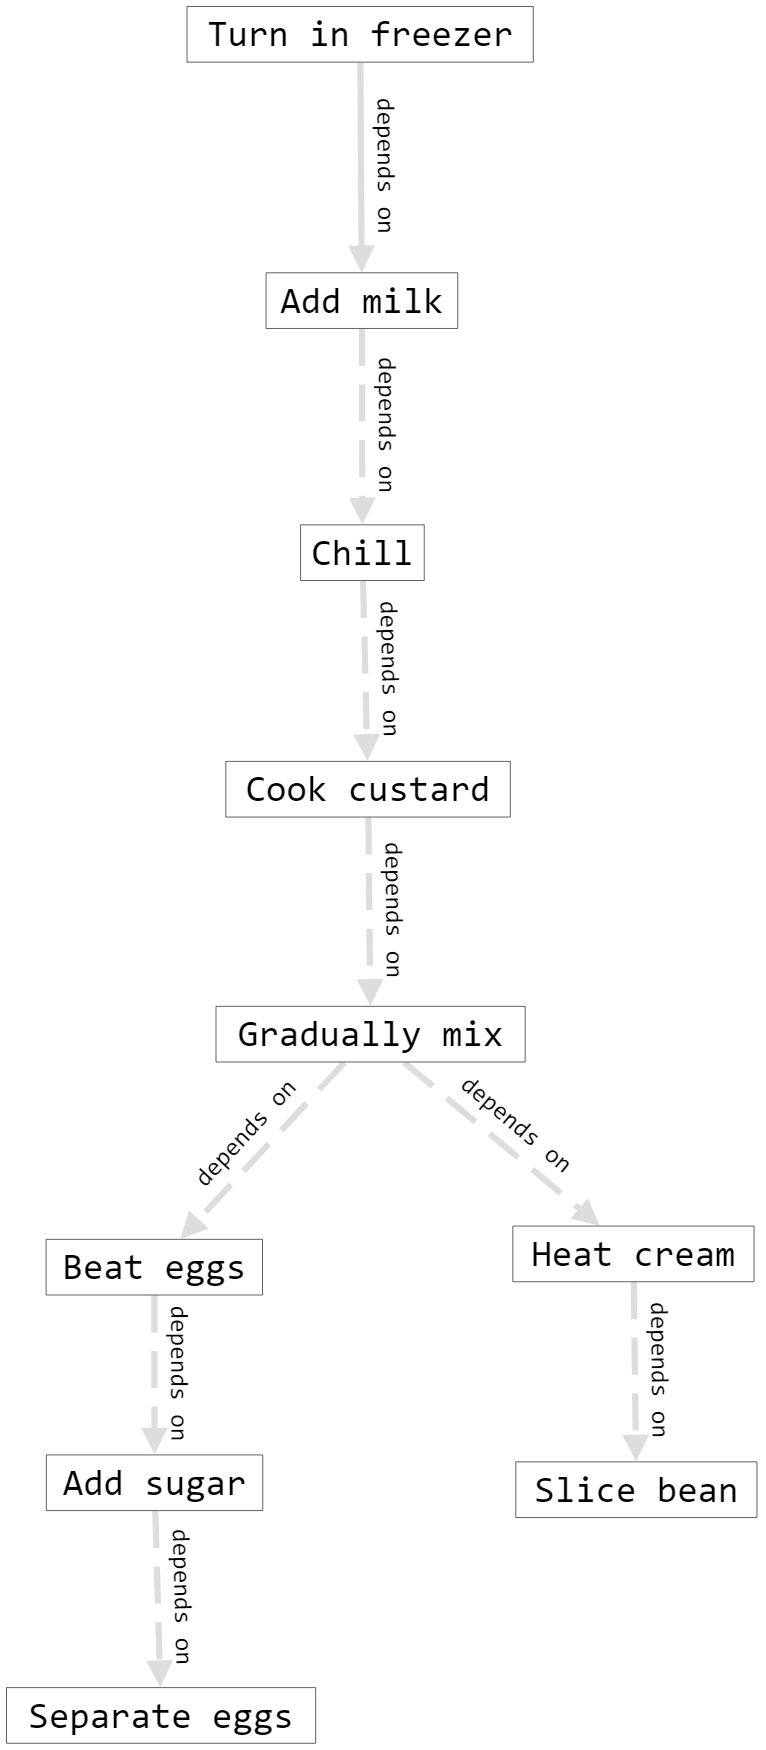 Turn in freezer
depends on
Add milk
depends on
Chill
depends on
Cook custard
depends on
Gradually mix
depends on
depends on
Beat eggs
Heat cream
depends on
depends on
Add sugar
Slice bean
depends on
Separate eggs